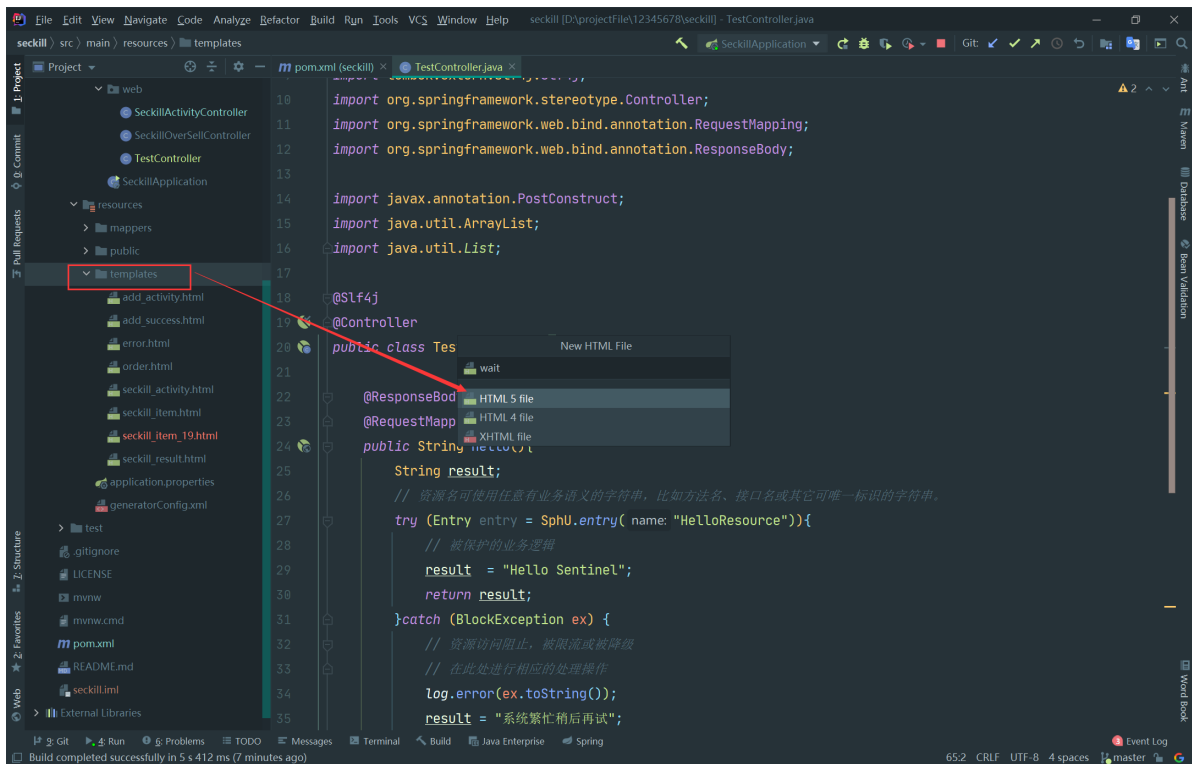 File Edit View Navigate Code Analyze Refactor Build Run Tools VCS Window Help seckill [D:\projectFile\12345678\seckill] - TestController.java
seckill › src › main › resources › templates
SeckillApplication
Git:
Project
pom.xml (seckill)
TestController.java
1: Project
0: Commit
Pull Requests
7: Structure
2: Favorites
Web
web
SeckillActivityController
SeckillOverSellController
TestController
SeckillApplication
resources
mappers
public
templates
add_activity.html
add_success.html
error.html
order.html
seckill_activity.html
seckill_item.html
seckill_item_19.html
seckill_result.html
application.properties
generatorConfig.xml
test
.gitignore
LICENSE
mvnw
mvnw.cmd
pom.xml
README.md
seckill.iml
External Libraries
2
10 import org.springframework.stereotype.Controller;
11 import org.springframework.web.bind.annotation.RequestMapping;
12 import org.springframework.web.bind.annotation.ResponseBody;
13
14 import javax.annotation.PostConstruct;
15 import java.util.ArrayList;
16 import java.util.List;
17
18 @Slf4j
19 @Controller
20 public class Tes
21
22 @ResponseBod
23 @RequestMapp
24 public String hello(){
25 String result;
26 // 资源名可使用任意有业务语义的字符串，比如方法名、接口名或其它可唯一标识的字符串。
27 try (Entry entry = SphU.entry( name: "HelloResource")){
28 // 被保护的业务逻辑
29 result = "Hello Sentinel";
30 return result;
31 }catch (BlockException ex) {
32 // 资源访问阻止，被限流或被降级
33 // 在此处进行相应的处理操作
34 log.error(ex.toString());
35 result = "系统繁忙稍后再试";
New HTML File
wait
HTML 5 file
HTML 4 file
XHTML file
Ant
Maven
Database
Bean Validation
Word Book
9: Git 4: Run 6: Problems TODO Messages Terminal Build Java Enterprise Spring
3 Event Log
Build completed successfully in 5 s 412 ms (7 minutes ago)
65:2 CRLF UTF-8 4 spaces master